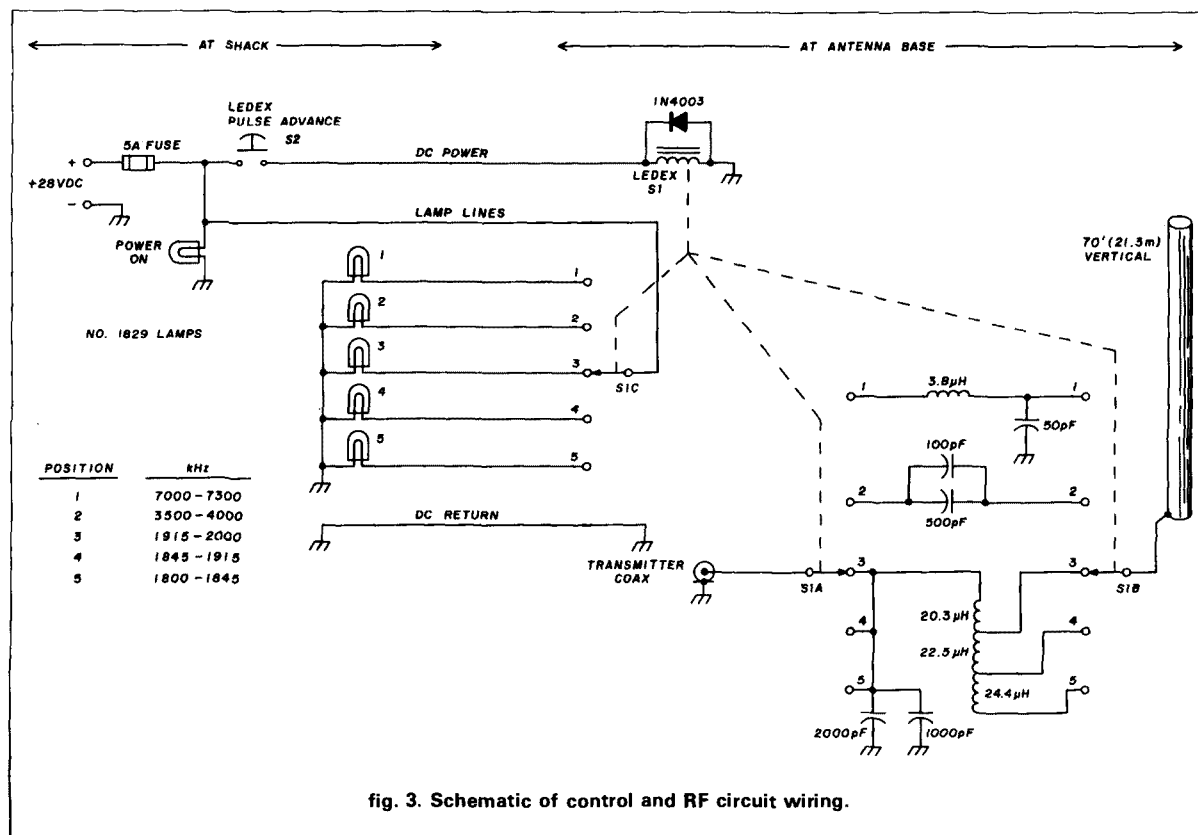 AT SHACK
AT ANTENNA BASE
LEDEX
PULSE ADVANCE
S2
1N4003
5A FUSE
+
+28VDC
-
DC POWER
LEDEX
S1
LAMP LINES
POWER
ON
70'(21.3m)
VERTICAL
NO. 1829 LAMPS
1
2
3
4
5
1
2
3
4
5
S1C
1
3.8µH
1
50pF
100pF
2
500pF
2
POSITION kHz
1 7000-7300
2 3500-4000
3 1915-2000
4 1845-1915
5 1800-1845
DC RETURN
TRANSMITTER
COAX
S1A
3
3
S1B
20.3µH
4
4
22.5µH
5
24.4µH
5
2000pF
1000pF
fig. 3. Schematic of control and RF circuit wiring.